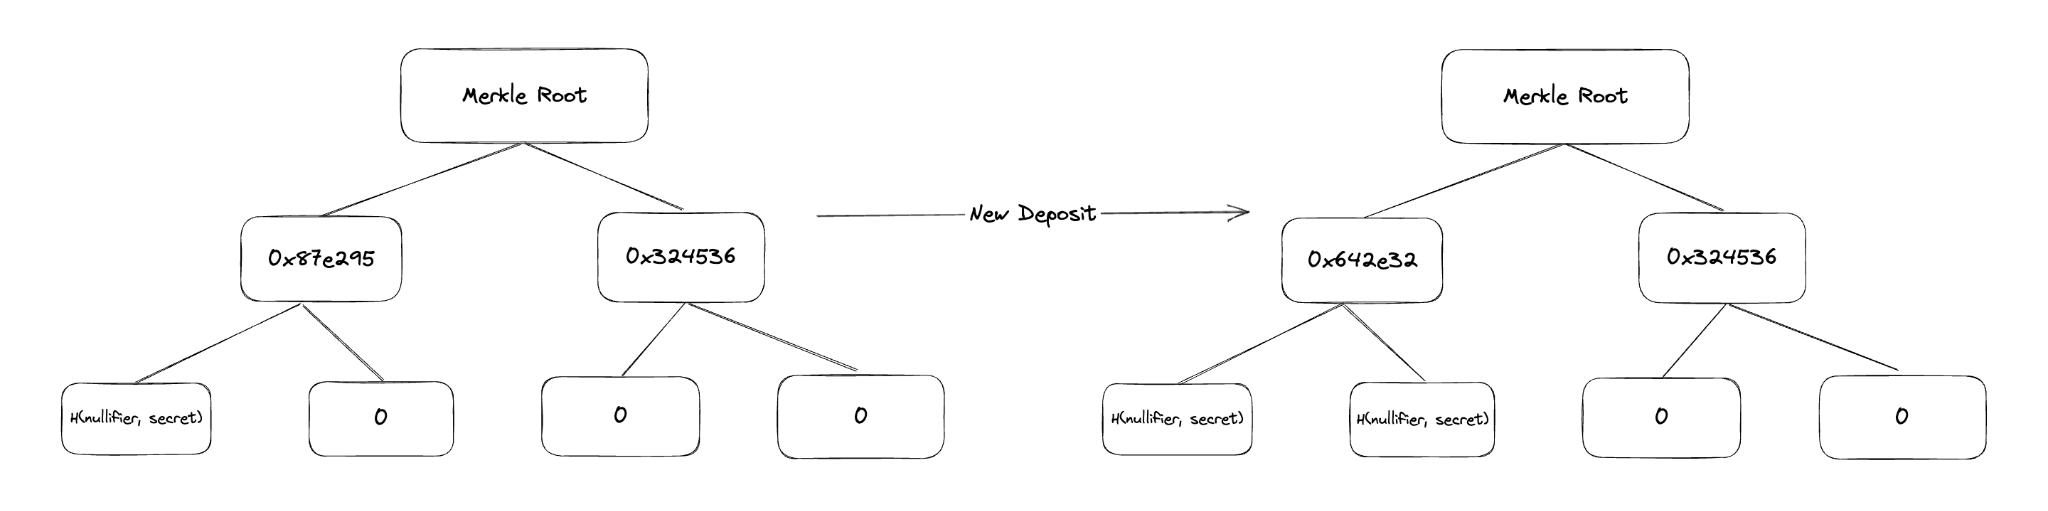 Merkle Root
0x87e295
0x324536
H(nullifier, secret)
0
0
0
New Deposit
Merkle Root
0x642e32
0x324536
H(nullifier, secret)
H(nullifier, secret)
0
0